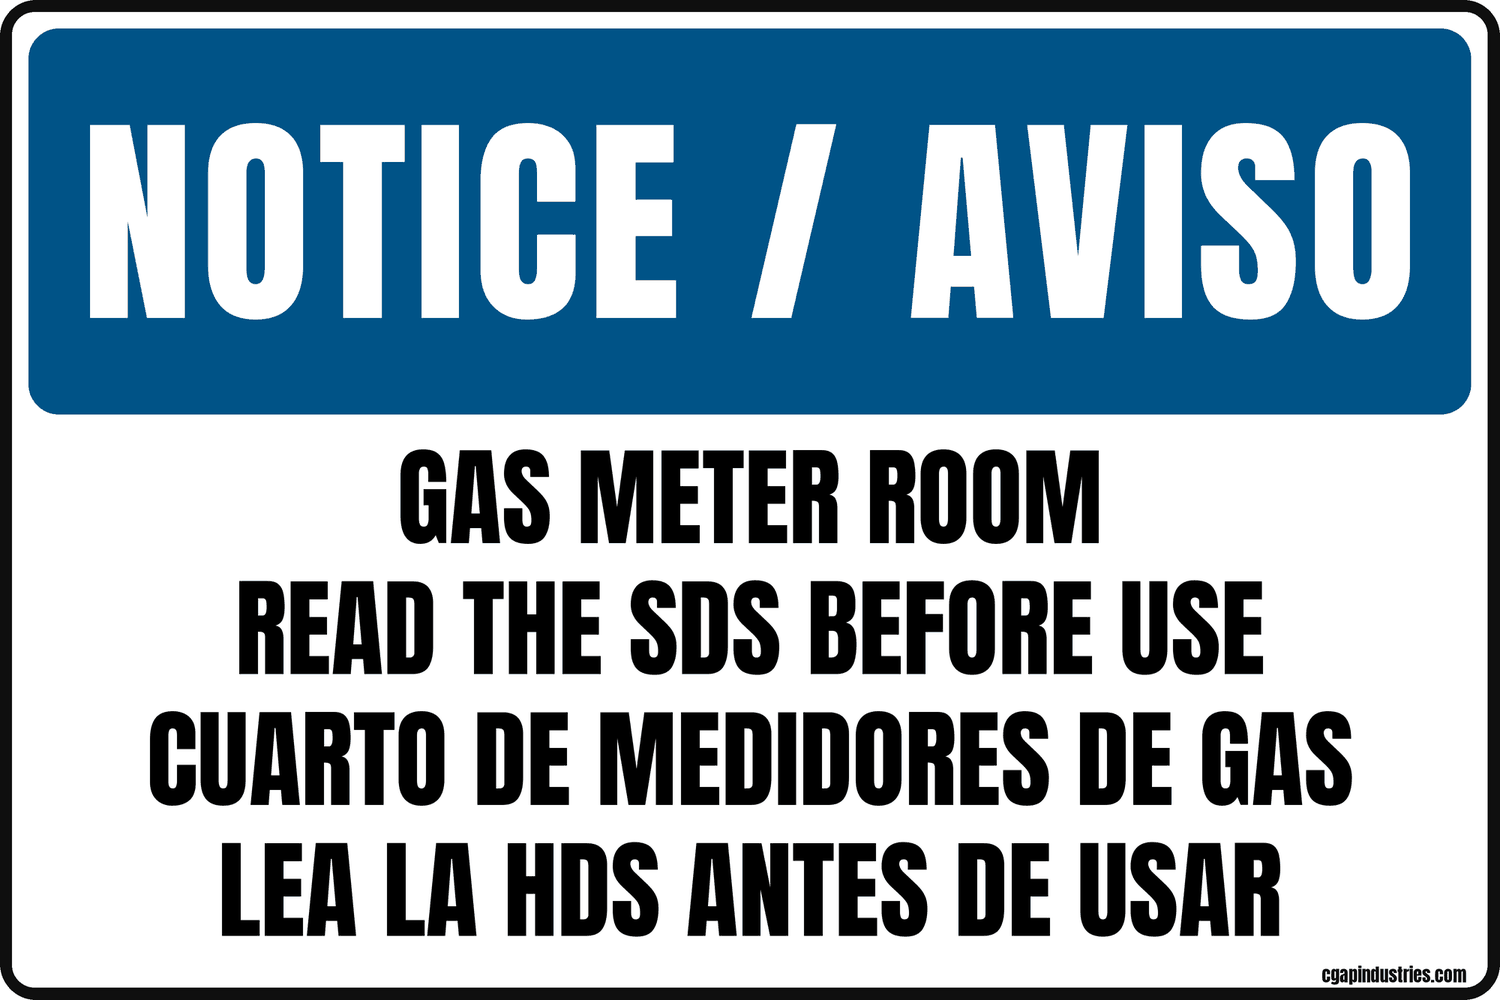 NOTICE / AVISO
GAS METER ROOM
READ THE SDS BEFORE USE
CUARTO DE MEDIDORES DE GAS
LEA LA HDS ANTES DE USAR
cgapindustries.com